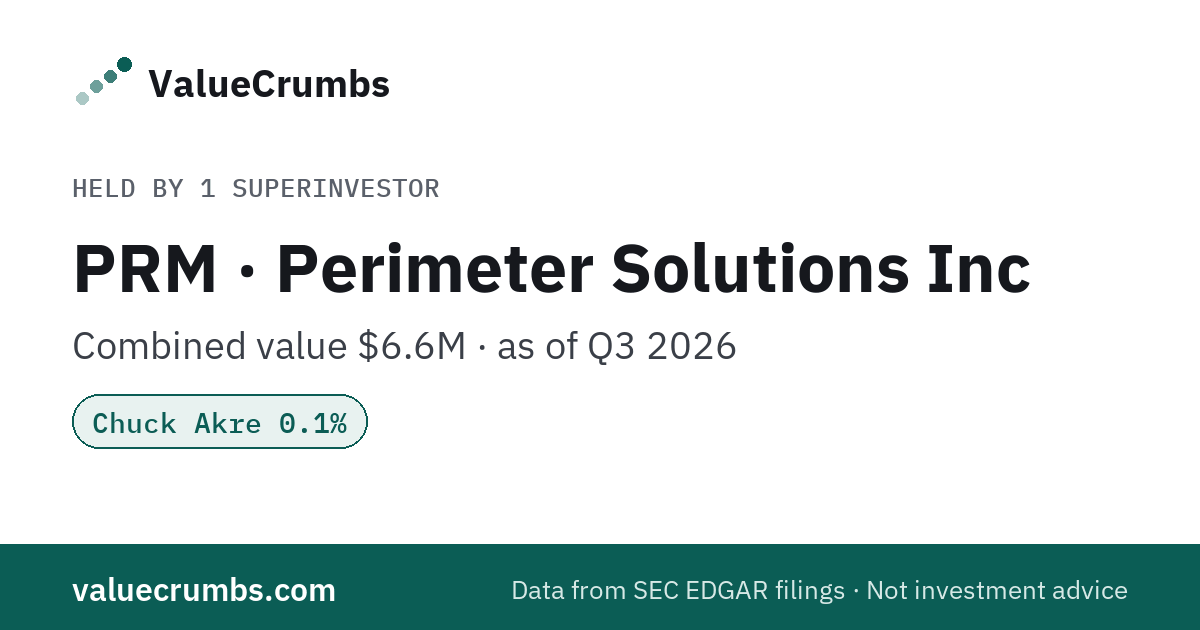 ValueCrumbs
HELD BY 1 SUPERINVESTOR
PRM · Perimeter Solutions Inc
Combined value $6.6M · as of Q3 2026
Chuck Akre 0.1%
valuecrumbs.com
Data from SEC EDGAR filings · Not investment advice